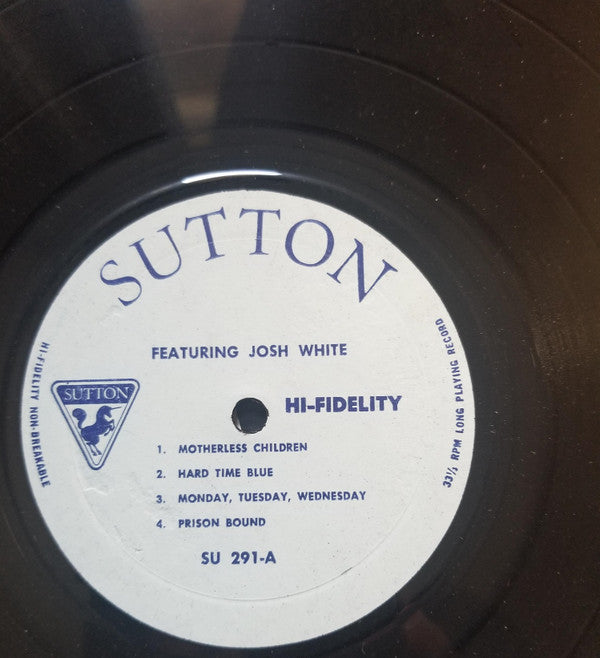 SUTTON
FEATURING JOSH WHITE
HI-FIDELITY NON-BREAKABLE
SUTTON
HI-FIDELITY
33⅓ RPM LONG PLAYING RECORD
1. MOTHERLESS CHILDREN
2. HARD TIME BLUE
3. MONDAY, TUESDAY, WEDNESDAY
4. PRISON BOUND
SU 291-A